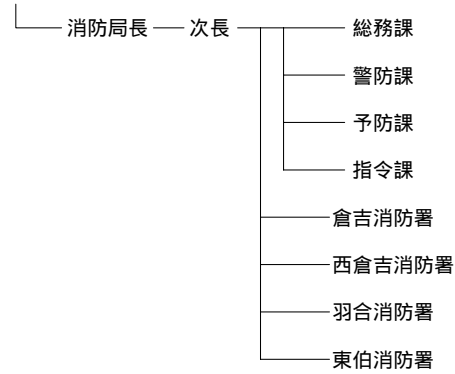 消防局長 次長 総務課
警防課
予防課
指令課
倉吉消防署
西倉吉消防署
羽合消防署
東伯消防署